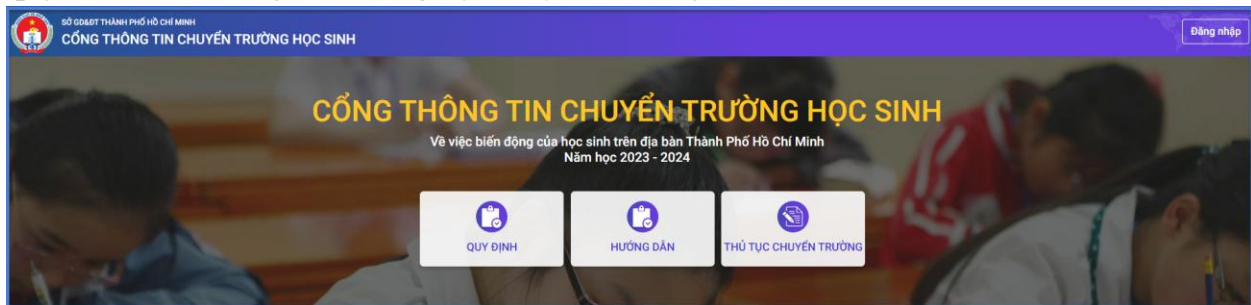 SỞ GD&ĐT THÀNH PHỐ HỒ CHÍ MINH
CỔNG THÔNG TIN CHUYỂN TRƯỜNG HỌC SINH
Đăng nhập
CỔNG THÔNG TIN CHUYỂN TRƯỜNG HỌC SINH
Về việc biến động của học sinh trên địa bàn Thành Phố Hồ Chí Minh
Năm học 2023 - 2024
QUY ĐỊNH
HƯỚNG DẪN
THỦ TỤC CHUYỂN TRƯỜNG